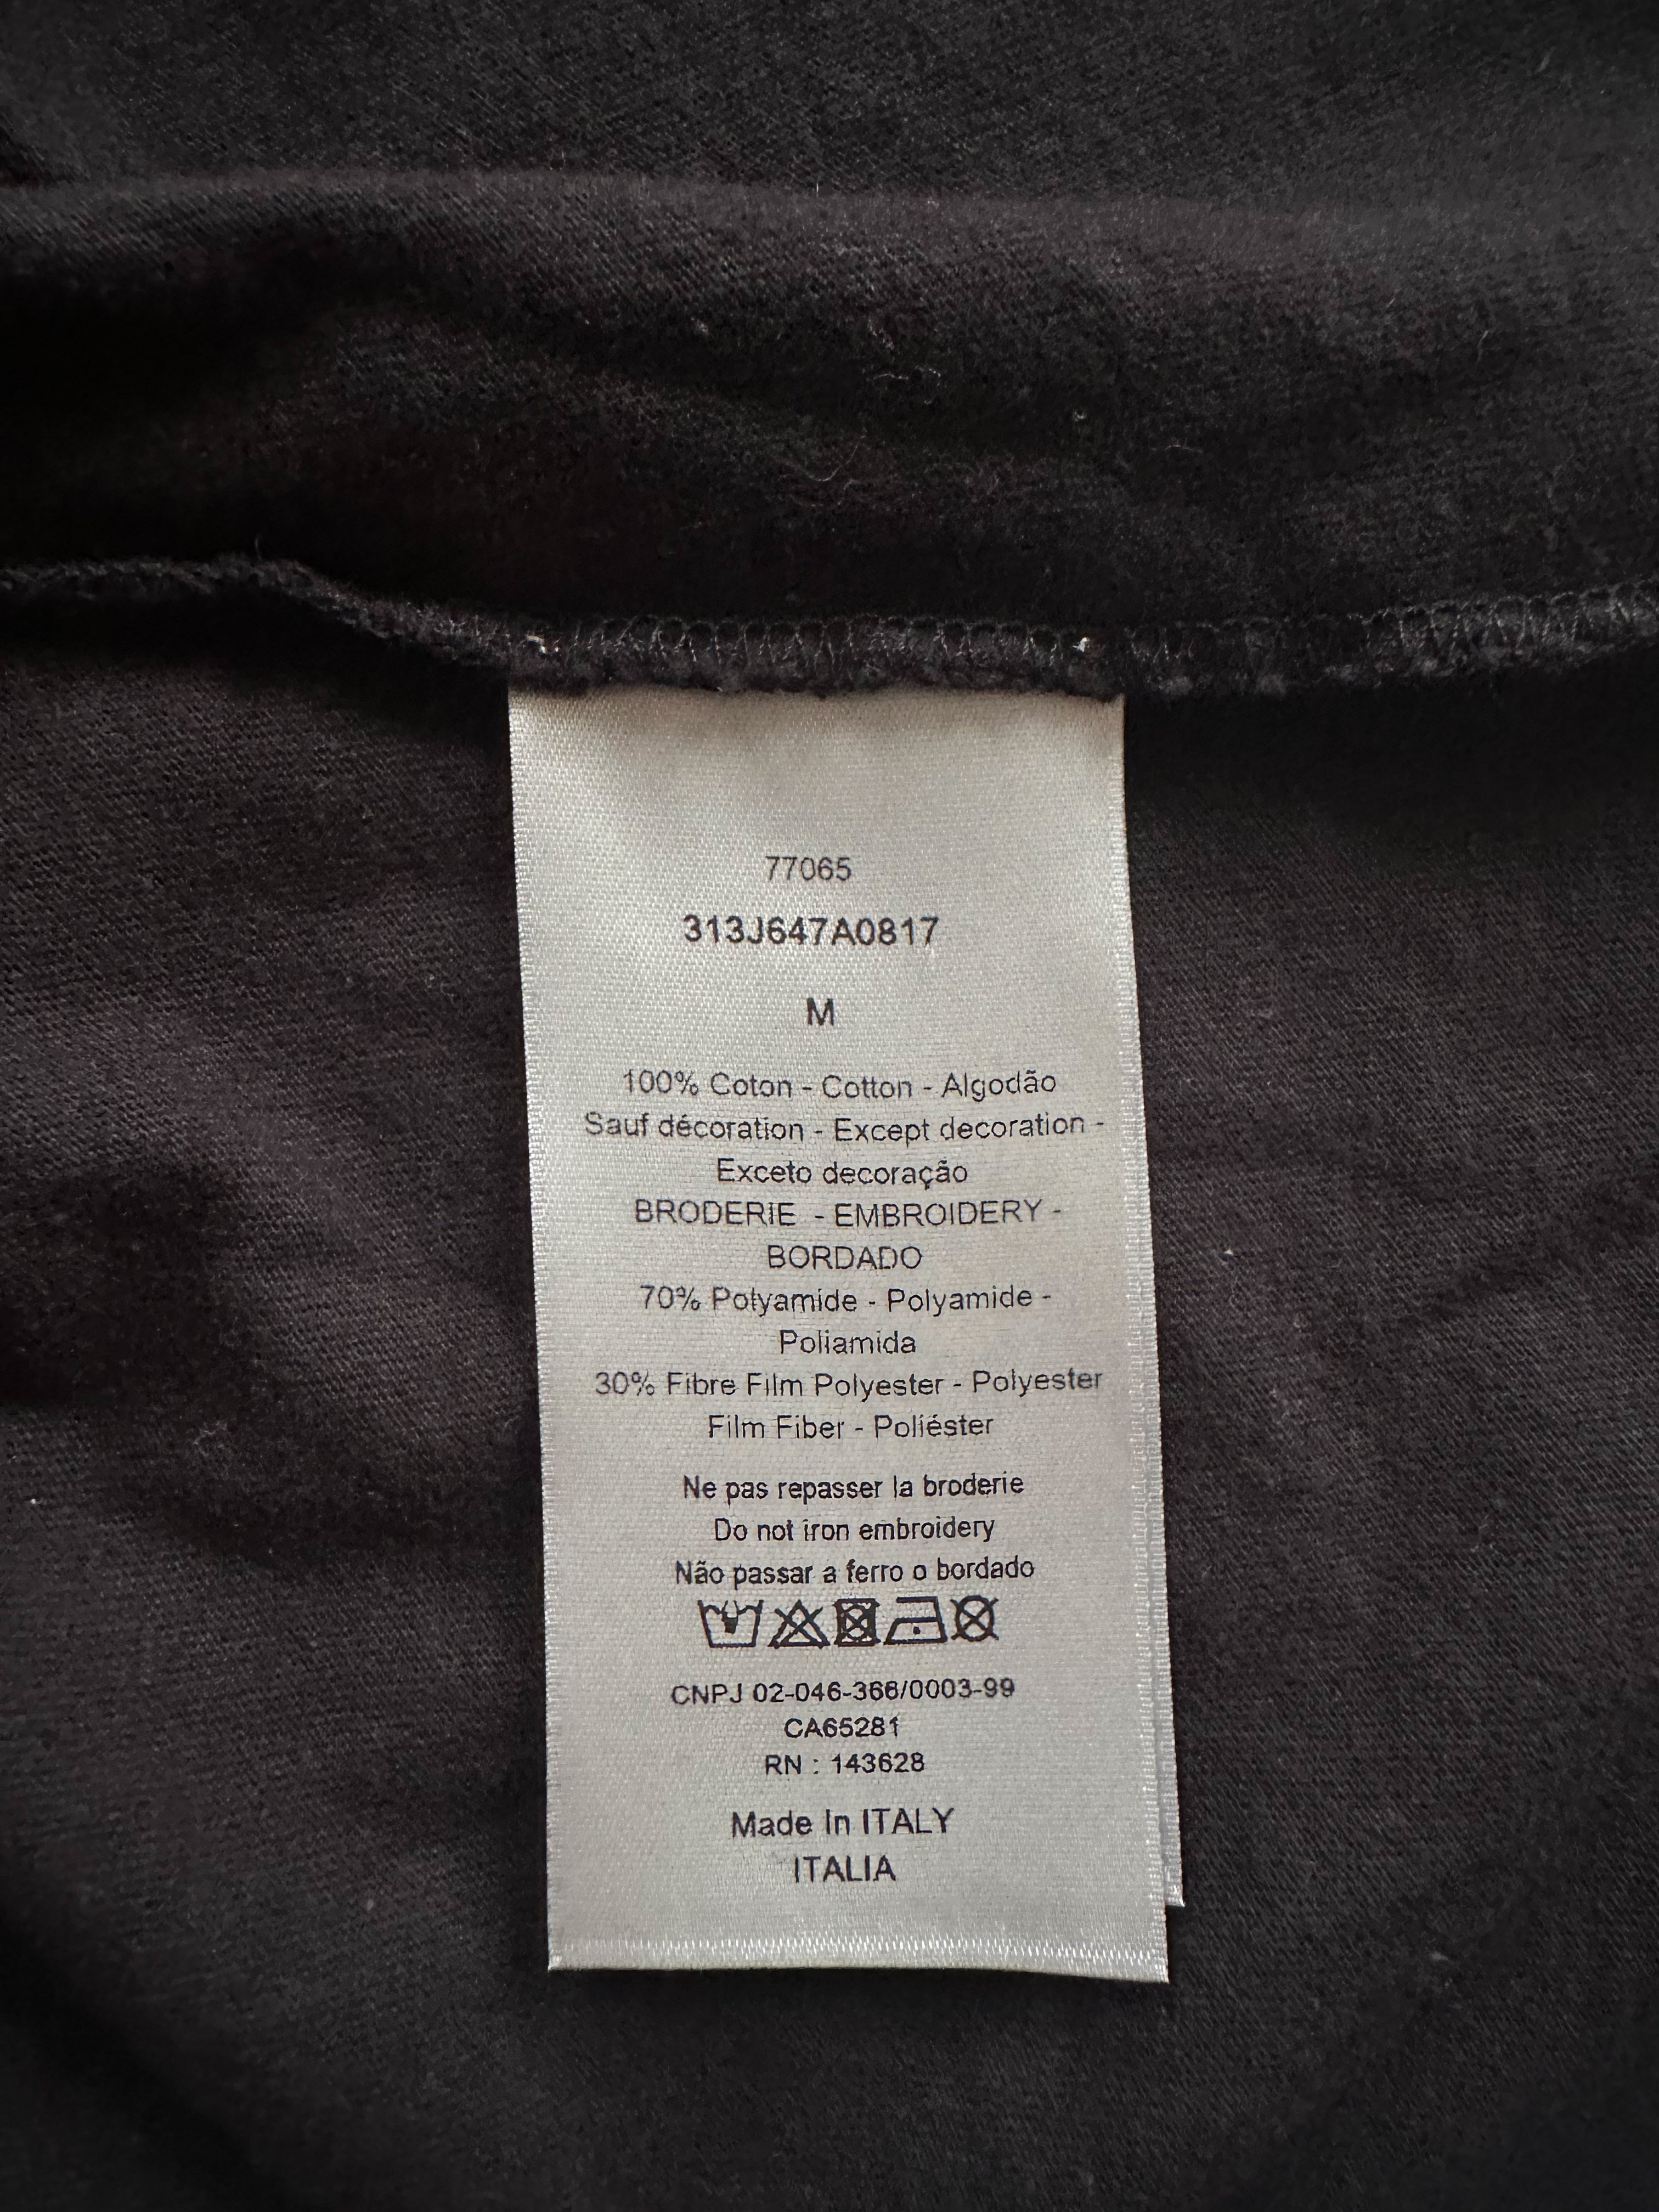 77065
313J647A0817
M
100% Coton - Cotton - Algodão
Sauf décoration - Except decoration -
Exceto decoração
BRODERIE - EMBROIDERY -
BORDADO
70% Polyamide - Polyamide -
Poliamida
30% Fibre Film Polyester - Polyester
Film Fiber - Poliéster
Ne pas repasser la broderie
Do not iron embroidery
Não passar a ferro o bordado
CNPJ 02-046-366/0003-99
CA65281
RN : 143628
Made In ITALY
ITALIA